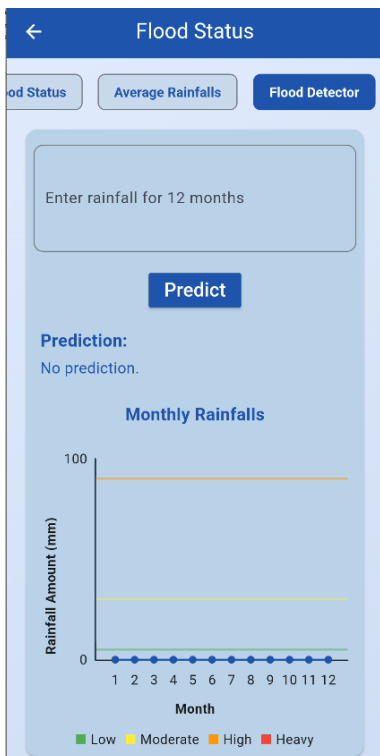 Flood Status
od Status
Average Rainfalls
Flood Detector
Enter rainfall for 12 months
Predict
Prediction:
No prediction.
Monthly Rainfalls
100
Rainfall Amount (mm)
0
1 2 3 4 5 6 7 8 9 10 11 12
Month
Low Moderate High Heavy